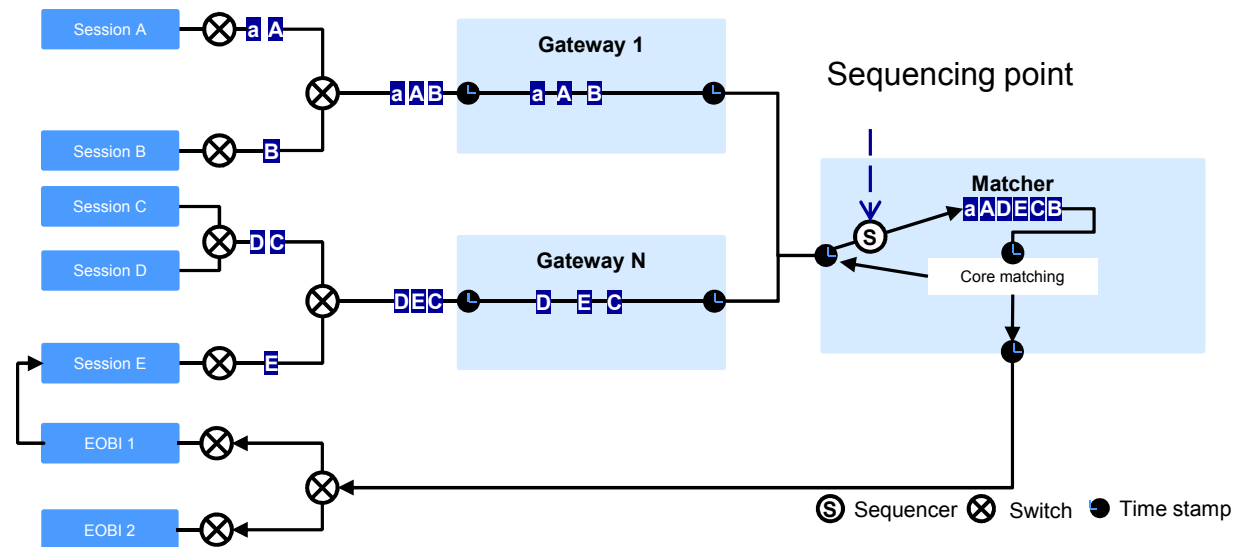 Session A
a A
Gateway 1
Sequencing point
a A B
a A B
Session B
B
Session C
Matcher
a A D E C B
S
D C
Session D
Gateway N
Core matching
D E C
D E C
Session E
E
EOBI 1
EOBI 2
S Sequencer Switch Time stamp